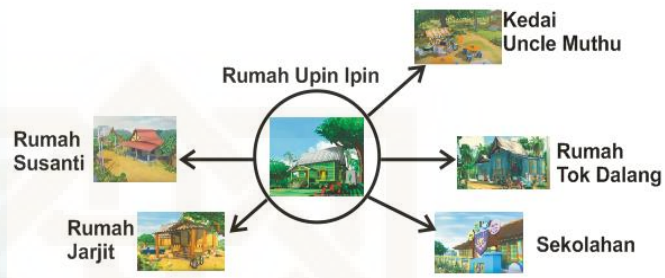 Kedai
Uncle Muthu
Rumah Upin Ipin
Rumah
Susanti
Rumah
Tok Dalang
Rumah
Jarjit
Sekolahan